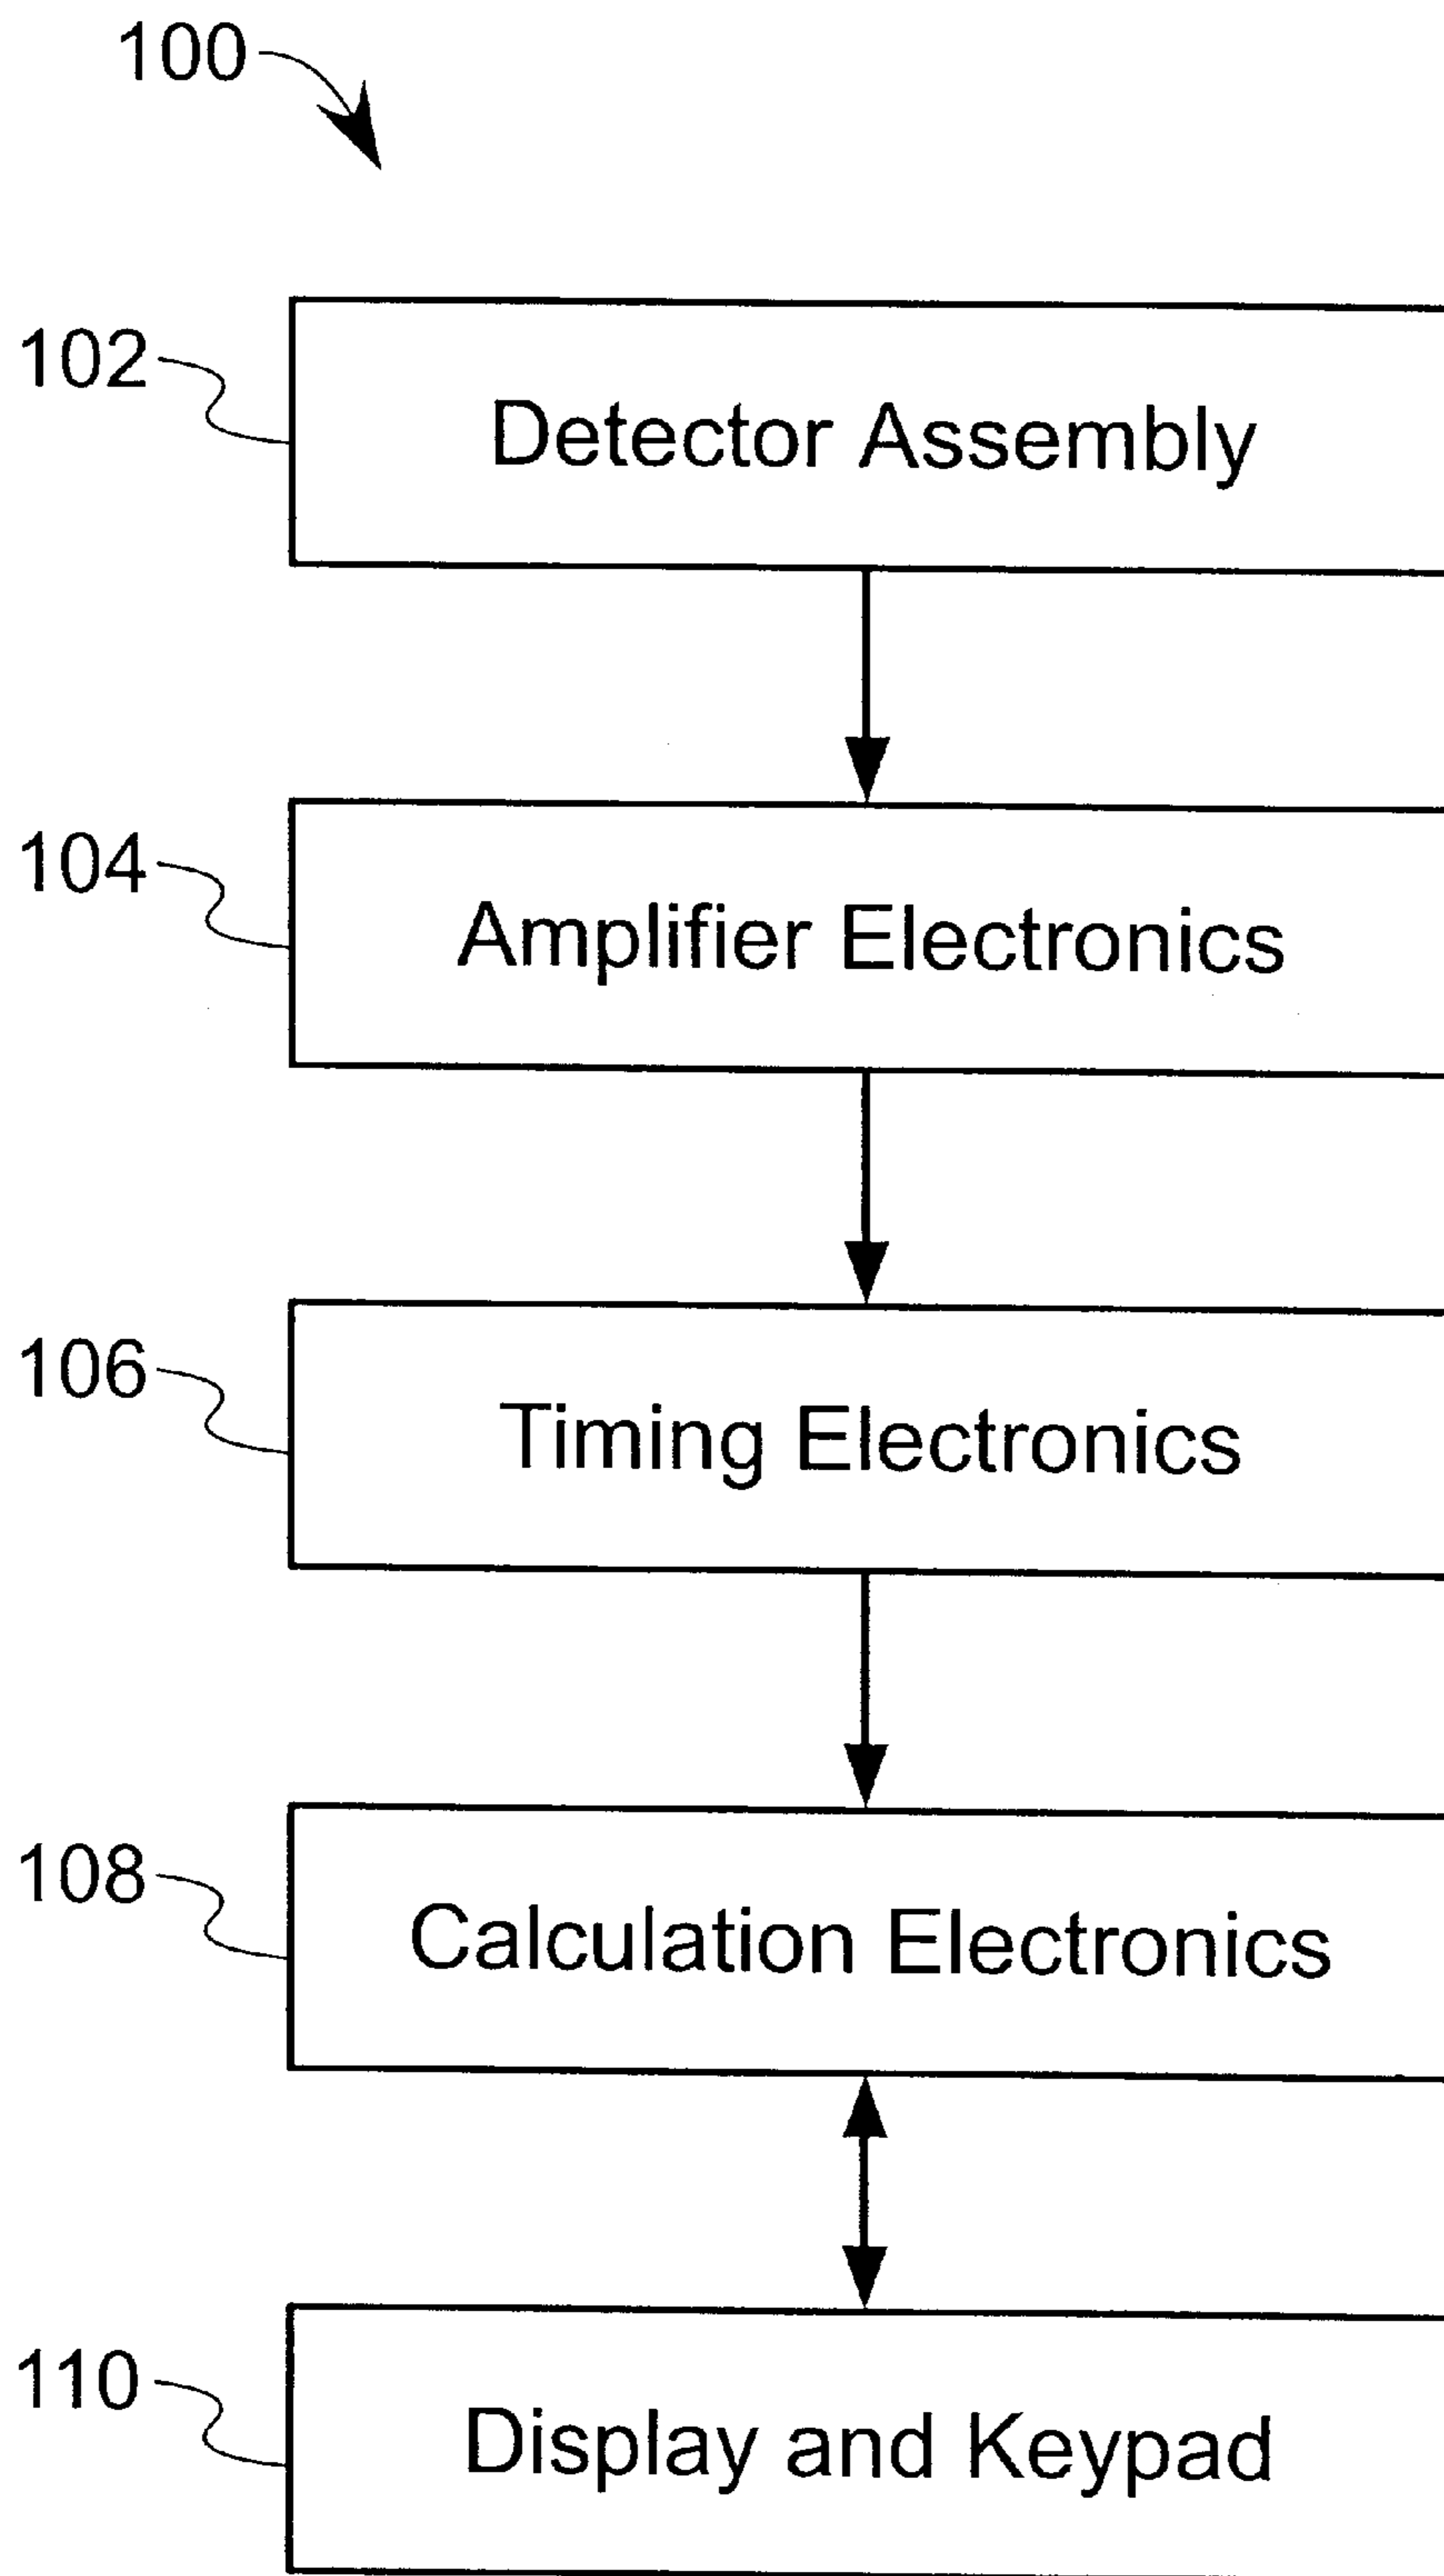 100
102
Detector Assembly
104
Amplifier Electronics
106
Timing Electronics
108
Calculation Electronics
110
Display and Keypad